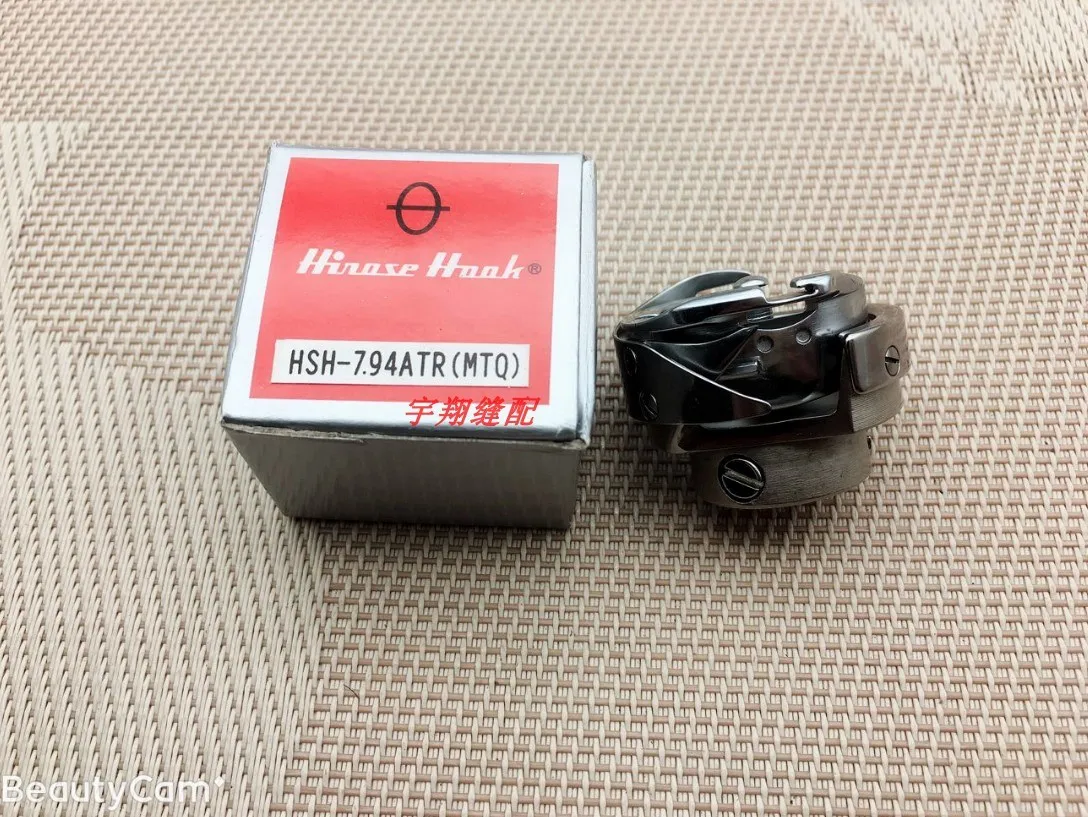 Hirose Hook®
HSH-7.94ATR(MTQ)
宇翔缝配
BeautyCam